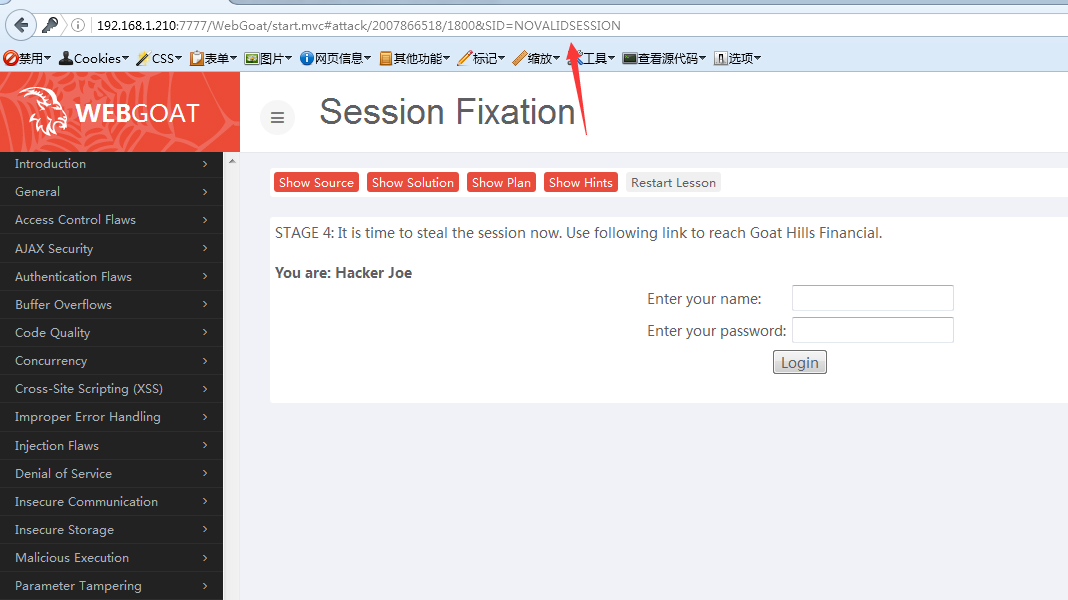 192.168.1.210:7777/WebGoat/start.mvc#attack/2007866518/1800&SID=NOVALIDSESSION
禁用 Cookies CSS 表单 图片 网页信息 其他功能 标记 缩放 工具 查看源代码 选项
WEBGOAT
Session Fixation
Introduction
General
Access Control Flaws
AJAX Security
Authentication Flaws
Buffer Overflows
Code Quality
Concurrency
Cross-Site Scripting (XSS)
Improper Error Handling
Injection Flaws
Denial of Service
Insecure Communication
Insecure Storage
Malicious Execution
Parameter Tampering
Show Source Show Solution Show Plan Show Hints Restart Lesson
STAGE 4: It is time to steal the session now. Use following link to reach Goat Hills Financial.
You are: Hacker Joe
Enter your name:
Enter your password:
Login